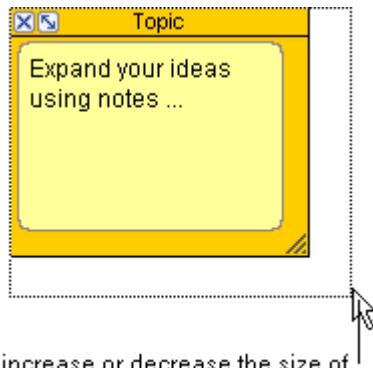 Topic
Expand your ideas
using notes ...
increase or decrease the size of